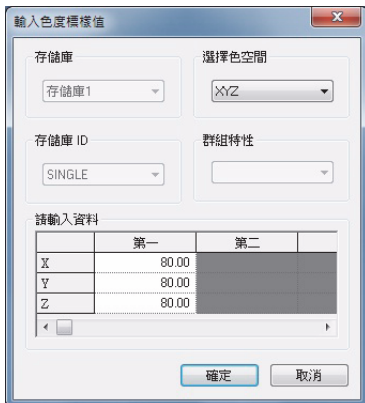 輸入色度標樣值
存儲庫
選擇色空間
存儲庫1
XYZ
存儲庫 ID
群組特性
SINGLE
請輸入資料
第一 第二
X 80.00
Y 80.00
Z 80.00
確定 取消